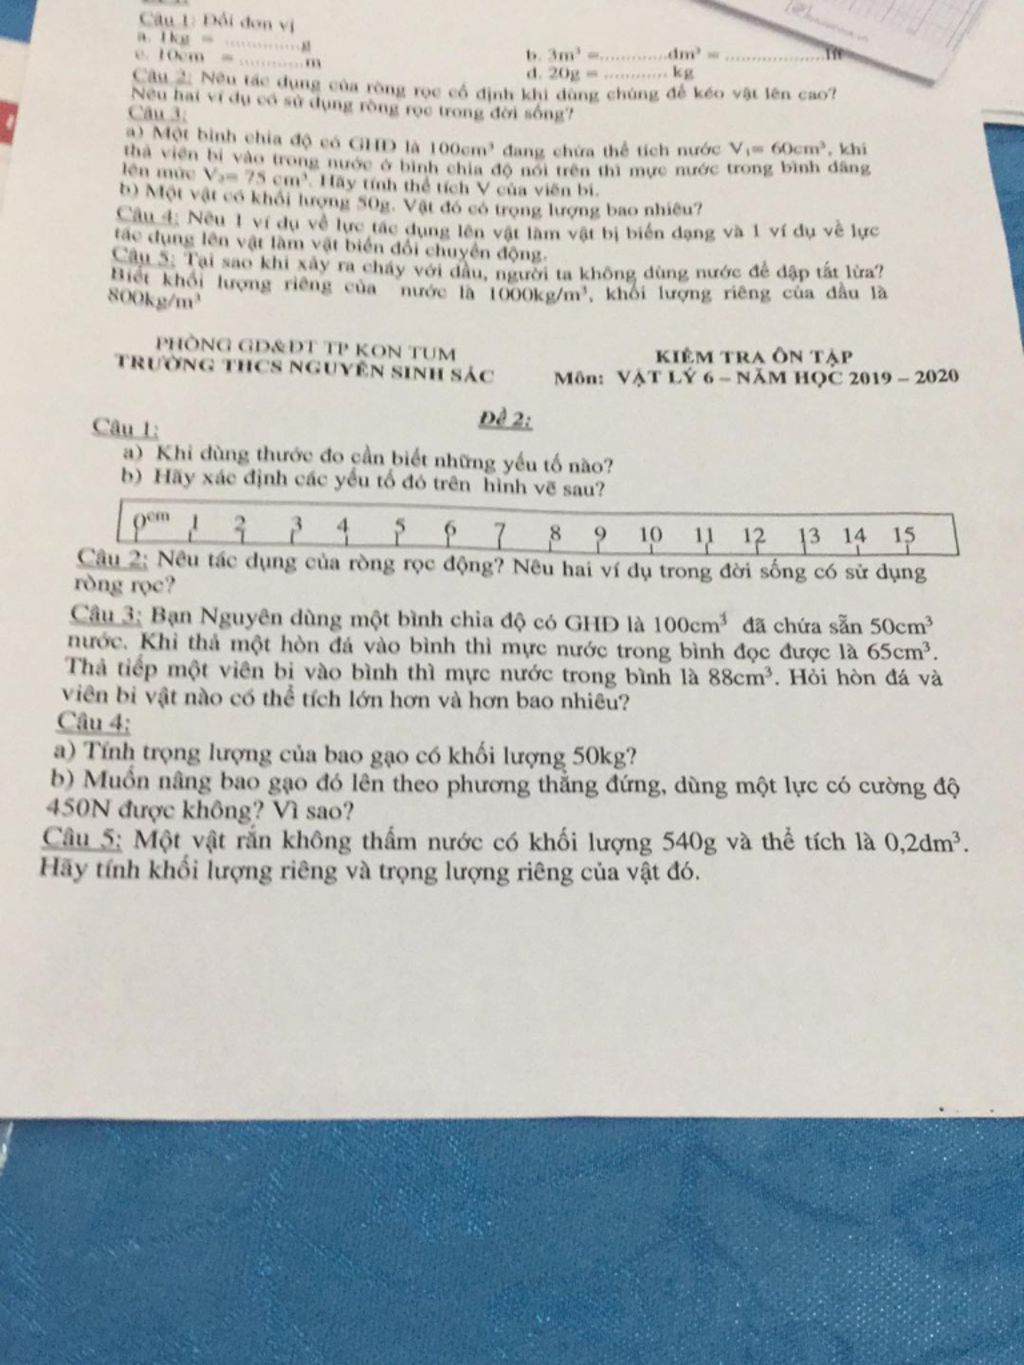 Câu 1: Đổi đơn vị
a. 1kg = ..............g
b. 3m³ =.............dm³ = ....................lít
c. 10cm = .............m
d. 20g = ............ kg
Câu 2: Nêu tác dụng của ròng rọc cố định khi dùng chúng để kéo vật lên cao?
Nêu hai ví dụ có sử dụng ròng rọc trong đời sống?
Câu 3:
a) Một bình chia độ có GHĐ là 100cm³ đang chứa thể tích nước V₁= 60cm³, khi
thả viên bi vào trong nước ở bình chia độ nói trên thì mực nước trong bình dâng
lên mức V₂= 75 cm³. Hãy tính thể tích V của viên bi.
b) Một vật có khối lượng 50g. Vật đó có trọng lượng bao nhiêu?
Câu 4: Nêu 1 ví dụ về lực tác dụng lên vật làm vật bị biến dạng và 1 ví dụ về lực
tác dụng lên vật làm vật biến đổi chuyển động.
Câu 5: Tại sao khi xảy ra cháy với dầu, người ta không dùng nước để dập tắt lửa?
Biết khối lượng riêng của nước là 1000kg/m³, khối lượng riêng của dầu là
800kg/m³
PHÒNG GD&ĐT TP KON TUM
TRƯỜNG THCS NGUYỄN SINH SẮC
KIỂM TRA ÔN TẬP
Môn: VẬT LÝ 6 – NĂM HỌC 2019 – 2020
Đề 2:
Câu 1:
a) Khi dùng thước đo cần biết những yếu tố nào?
b) Hãy xác định các yếu tố đó trên hình vẽ sau?
0cm 1 2 3 4 5 6 7 8 9 10 11 12 13 14 15
Câu 2: Nêu tác dụng của ròng rọc động? Nêu hai ví dụ trong đời sống có sử dụng
ròng rọc?
Câu 3: Bạn Nguyên dùng một bình chia độ có GHĐ là 100cm³ đã chứa sẵn 50cm³
nước. Khi thả một hòn đá vào bình thì mực nước trong bình đọc được là 65cm³.
Thả tiếp một viên bi vào bình thì mực nước trong bình là 88cm³. Hỏi hòn đá và
viên bi vật nào có thể tích lớn hơn và hơn bao nhiêu?
Câu 4:
a) Tính trọng lượng của bao gạo có khối lượng 50kg?
b) Muốn nâng bao gạo đó lên theo phương thẳng đứng, dùng một lực có cường độ
450N được không? Vì sao?
Câu 5: Một vật rắn không thấm nước có khối lượng 540g và thể tích là 0,2dm³.
Hãy tính khối lượng riêng và trọng lượng riêng của vật đó.